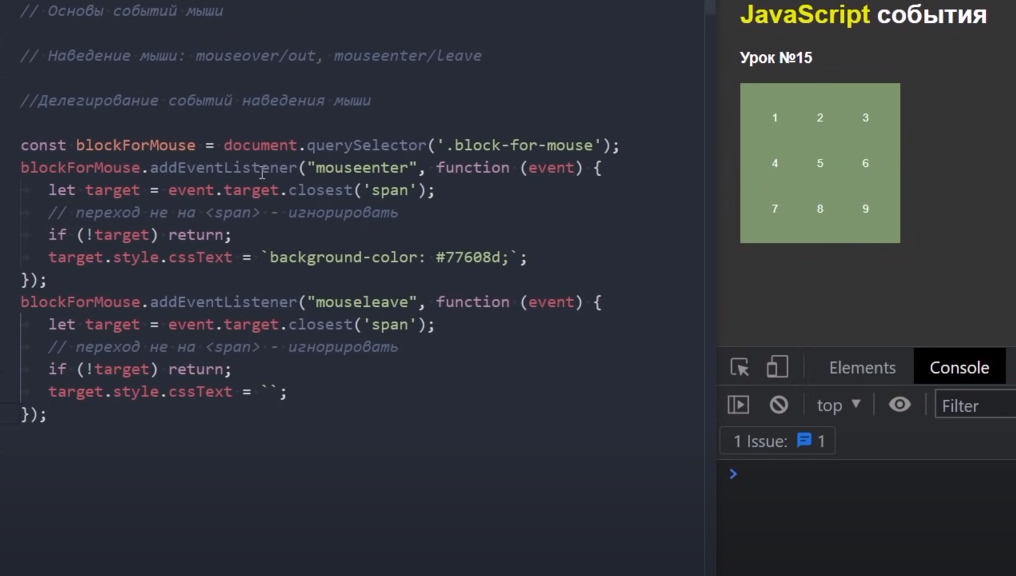 // Основы событий мыши
// Наведение мыши: mouseover/out, mouseenter/leave
//Делегирование событий наведения мыши
const blockForMouse = document.querySelector('.block-for-mouse');
blockForMouse.addEventListener("mouseenter", function (event) {
let target = event.target.closest('span');
// переход не на <span> - игнорировать
if (!target) return;
target.style.cssText = `background-color: #77608d;`;
});
blockForMouse.addEventListener("mouseleave", function (event) {
let target = event.target.closest('span');
// переход не на <span> - игнорировать
if (!target) return;
target.style.cssText = ``;
});
JavaScript события
Урок №15
1 2 3
4 5 6
7 8 9
Elements Console
top Filter
1 Issue: 1